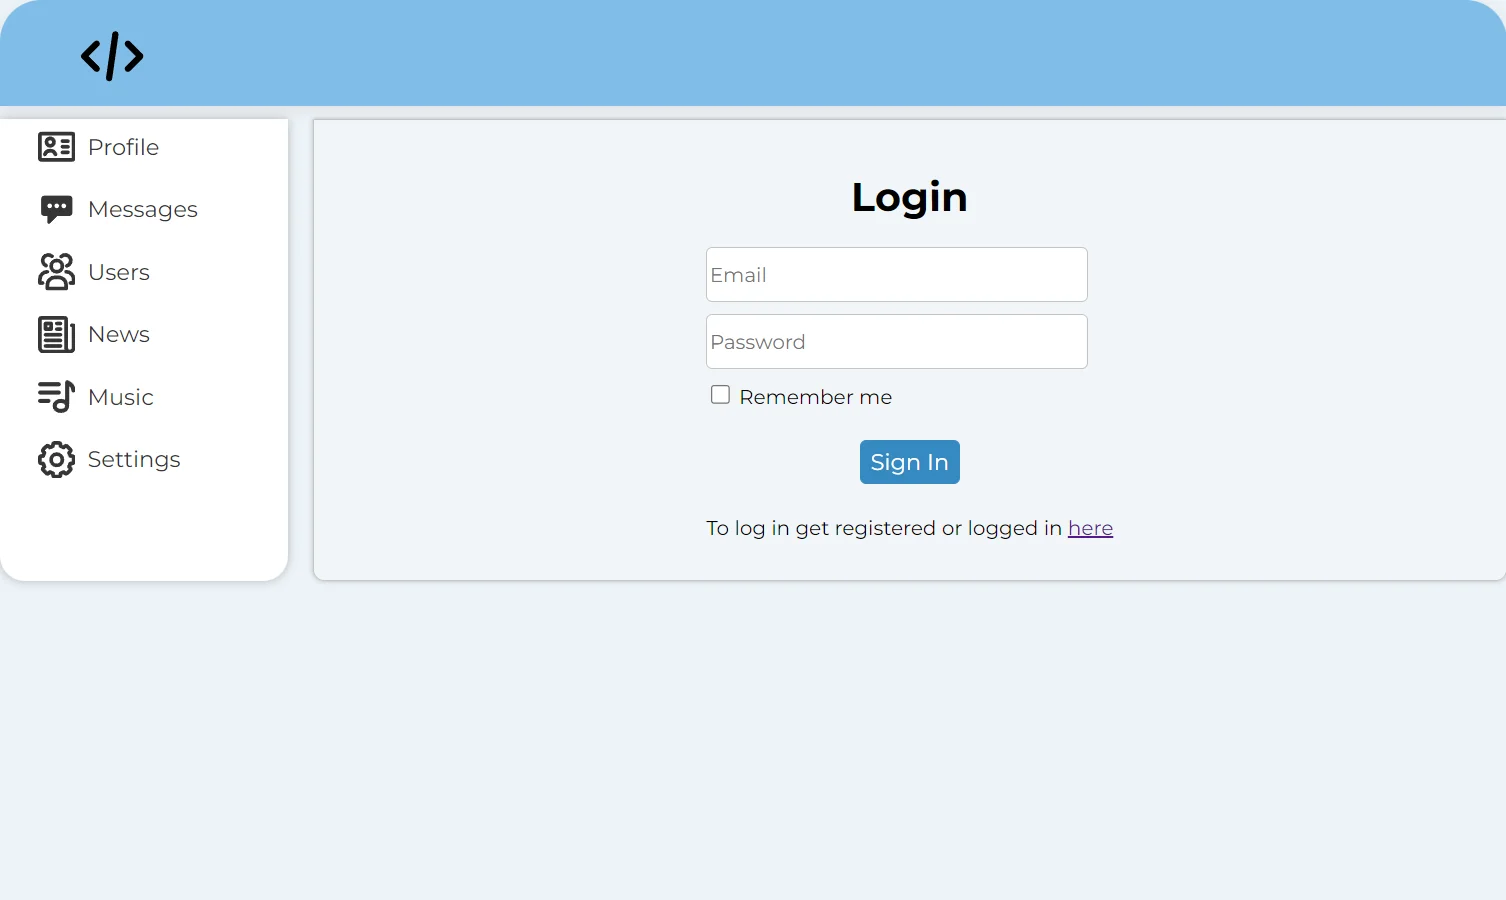 </>
Profile
Messages
Users
News
Music
Settings
Login
Email
Password
Remember me
Sign In
To log in get registered or logged in here